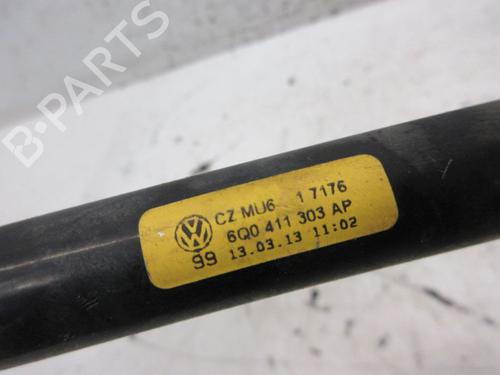 B-PARTS
CZ MU6 1 7176
6Q0 411 303 AP
99 13.03.13 11:02